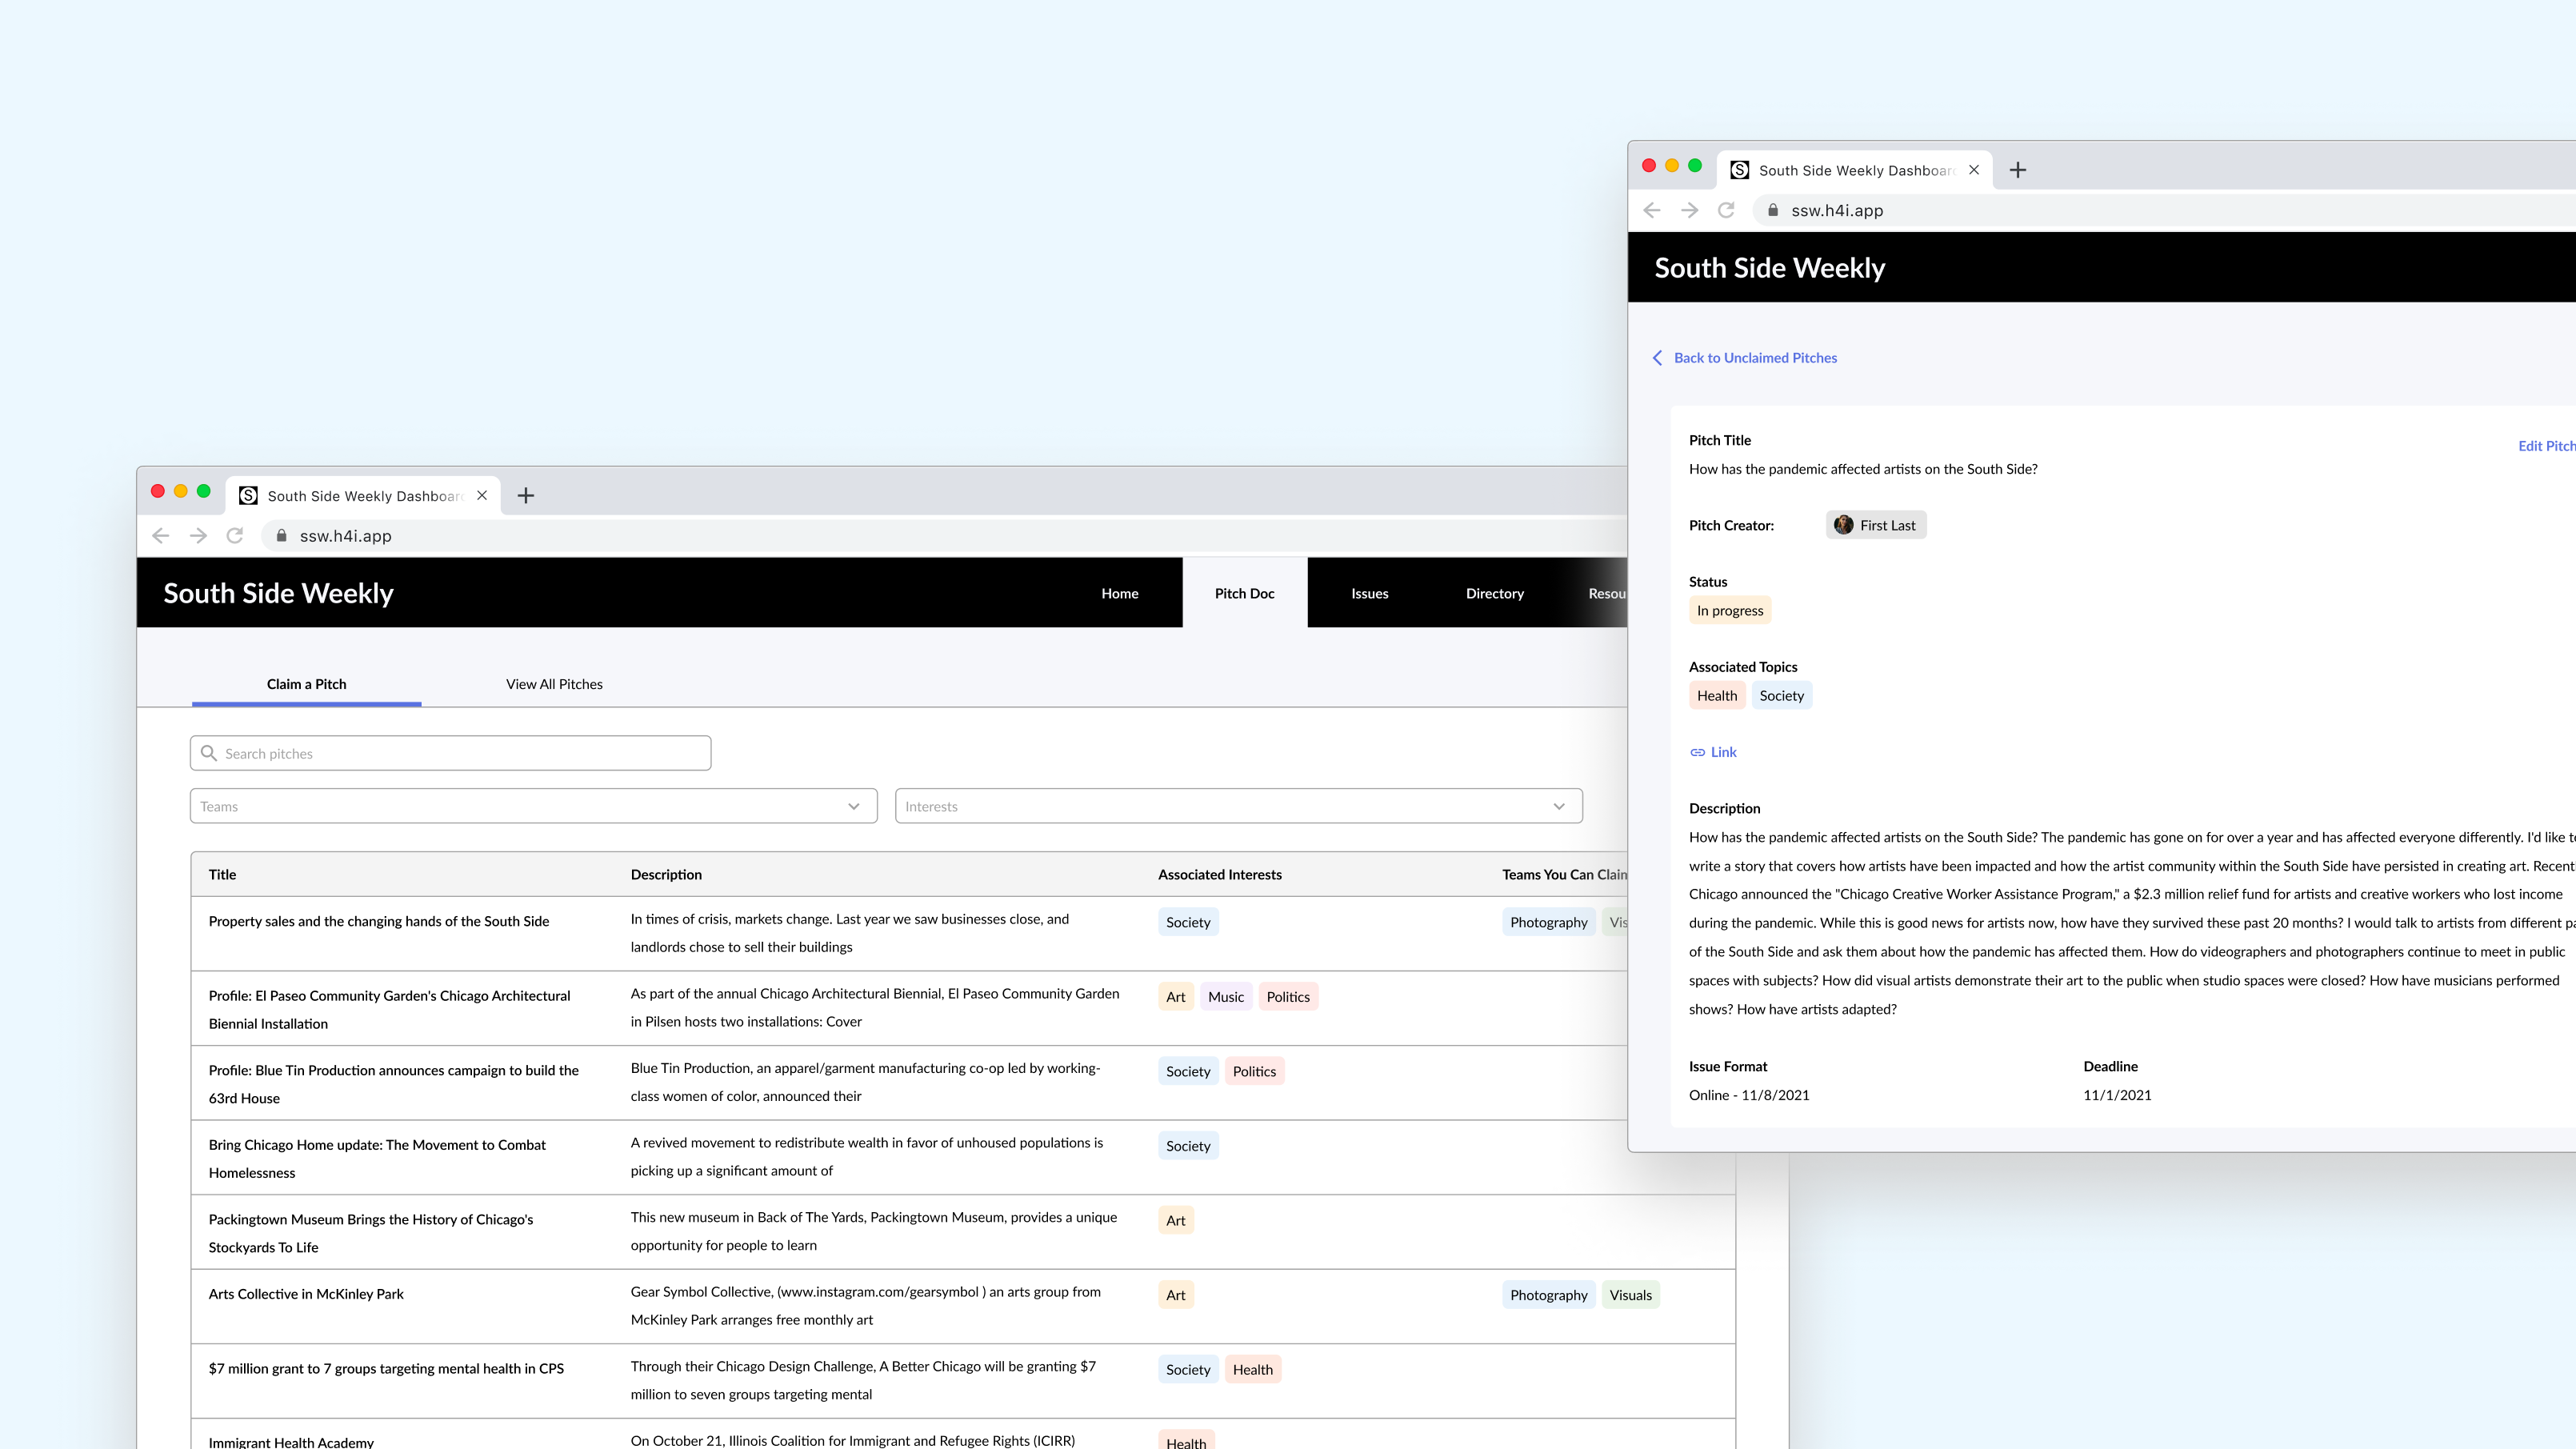 South Side Weekly Dashboard
ssw.h4i.app
South Side Weekly
Home
Pitch Doc
Issues
Directory
Claim a Pitch
View All Pitches
Search pitches
Teams
Interests
Title
Description
Associated Interests
Teams You Can Claim
Property sales and the changing hands of the South Side
In times of crisis, markets change. Last year we saw businesses close, and
landlords chose to sell their buildings
Society
Photography
Profile: El Paseo Community Garden's Chicago Architectural
Biennial Installation
As part of the annual Chicago Architectural Biennial, El Paseo Community Garden
in Pilsen hosts two installations: Cover
Art
Music
Politics
Profile: Blue Tin Production announces campaign to build the
63rd House
Blue Tin Production, an apparel/garment manufacturing co-op led by working-
class women of color, announced their
Society
Politics
Bring Chicago Home update: The Movement to Combat
Homelessness
A revived movement to redistribute wealth in favor of unhoused populations is
picking up a significant amount of
Society
Packingtown Museum Brings the History of Chicago's
Stockyards To Life
This new museum in Back of The Yards, Packingtown Museum, provides a unique
opportunity for people to learn
Art
Arts Collective in McKinley Park
Gear Symbol Collective, (www.instagram.com/gearsymbol ) an arts group from
McKinley Park arranges free monthly art
Art
Photography
Visuals
$7 million grant to 7 groups targeting mental health in CPS
Through their Chicago Design Challenge, A Better Chicago will be granting $7
million to seven groups targeting mental
Society
Health
Immigrant Health Academy
On October 21, Illinois Coalition for Immigrant and Refugee Rights (ICIRR)
Health
South Side Weekly Dashboard
ssw.h4i.app
South Side Weekly
Back to Unclaimed Pitches
Pitch Title
Edit Pitch
How has the pandemic affected artists on the South Side?
Pitch Creator:
First Last
Status
In progress
Associated Topics
Health
Society
Link
Description
How has the pandemic affected artists on the South Side? The pandemic has gone on for over a year and has affected everyone differently. I'd like to
write a story that covers how artists have been impacted and how the artist community within the South Side have persisted in creating art. Recent
Chicago announced the "Chicago Creative Worker Assistance Program," a $2.3 million relief fund for artists and creative workers who lost income
during the pandemic. While this is good news for artists now, how have they survived these past 20 months? I would talk to artists from different
of the South Side and ask them about how the pandemic has affected them. How do videographers and photographers continue to meet in public
spaces with subjects? How did visual artists demonstrate their art to the public when studio spaces were closed? How have musicians performed
shows? How have artists adapted?
Issue Format
Deadline
Online - 11/8/2021
11/1/2021